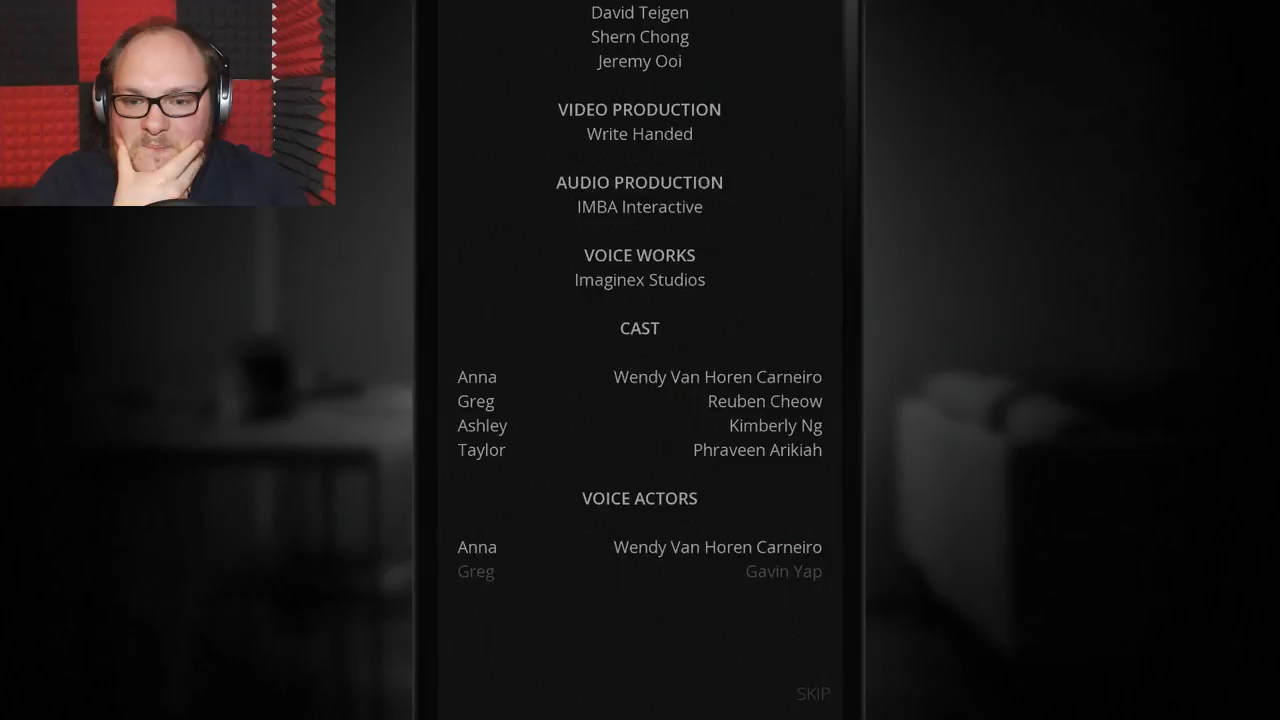 David Teigen
Shern Chong
Jeremy Ooi
VIDEO PRODUCTION
Write Handed
AUDIO PRODUCTION
IMBA Interactive
VOICE WORKS
Imaginex Studios
CAST
Anna Wendy Van Horen Carneiro
Greg Reuben Cheow
Ashley Kimberly Ng
Taylor Phraveen Arikiah
VOICE ACTORS
Anna Wendy Van Horen Carneiro
Greg Gavin Yap
SKIP